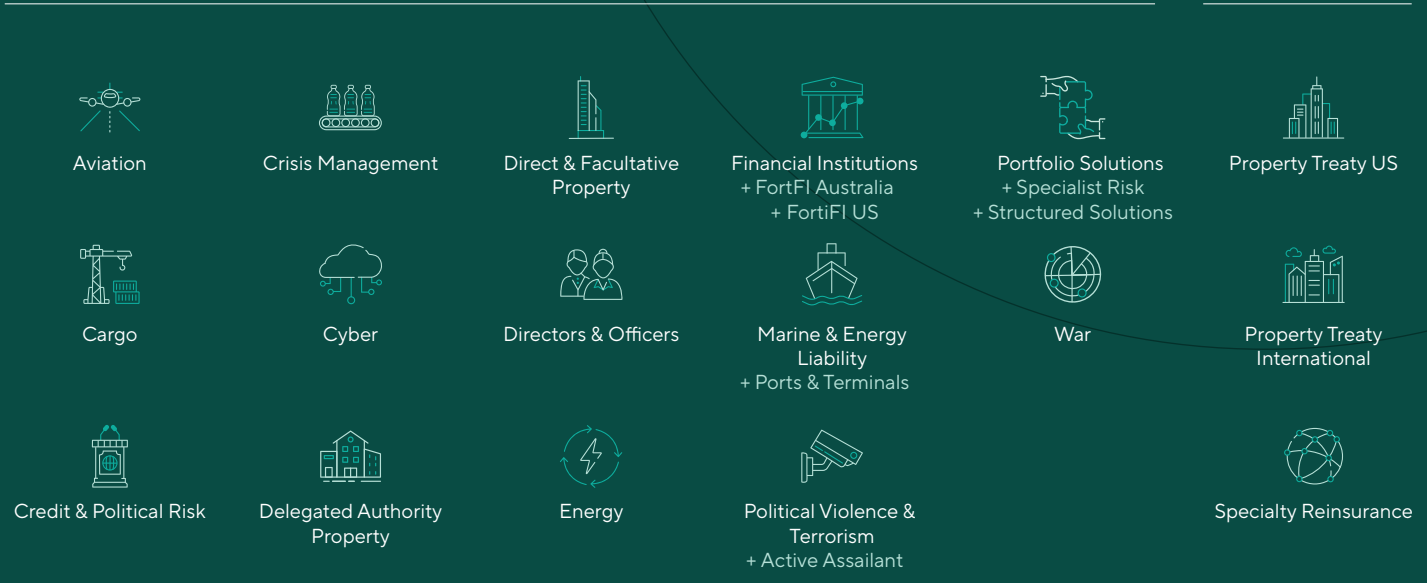 Aviation
Crisis Management
Direct & Facultative
Property
Financial Institutions
+ FortFI Australia
+ FortiFI US
Portfolio Solutions
+ Specialist Risk
+ Structured Solutions
Property Treaty US
Cargo
Cyber
Directors & Officers
Marine & Energy
Liability
+ Ports & Terminals
War
Property Treaty
International
Credit & Political Risk
Delegated Authority
Property
Energy
Political Violence &
Terrorism
+ Active Assailant
Specialty Reinsurance